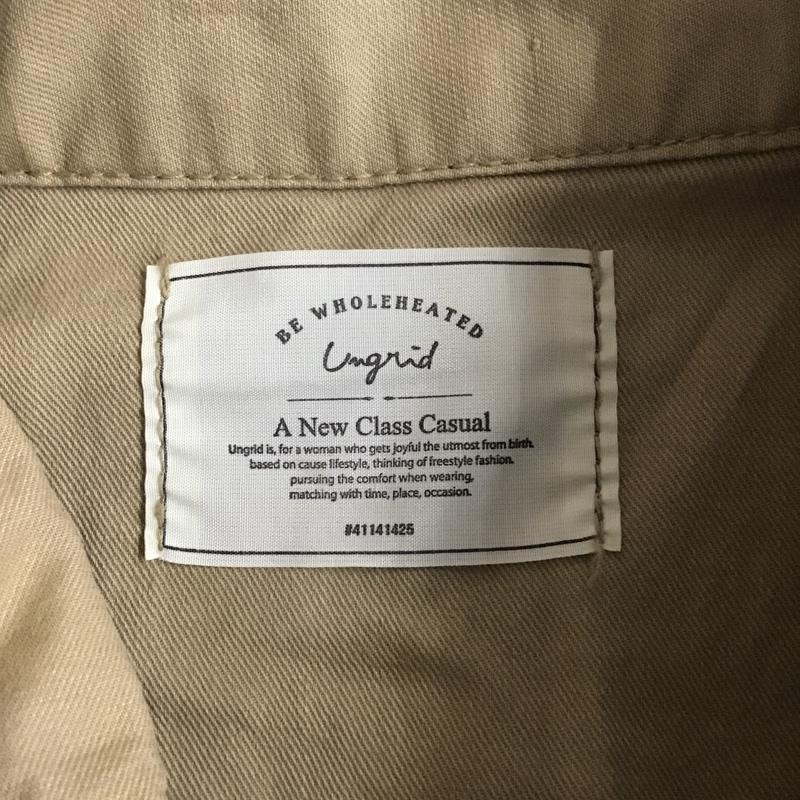 BE WHOLEHEATED
Ungrid
A New Class Casual
Ungrid is, for a woman who gets joyful the utmost from birth.
based on cause lifestyle, thinking of freestyle fashion.
pursuing the comfort when wearing,
matching with time, place, occasion.
#41141425